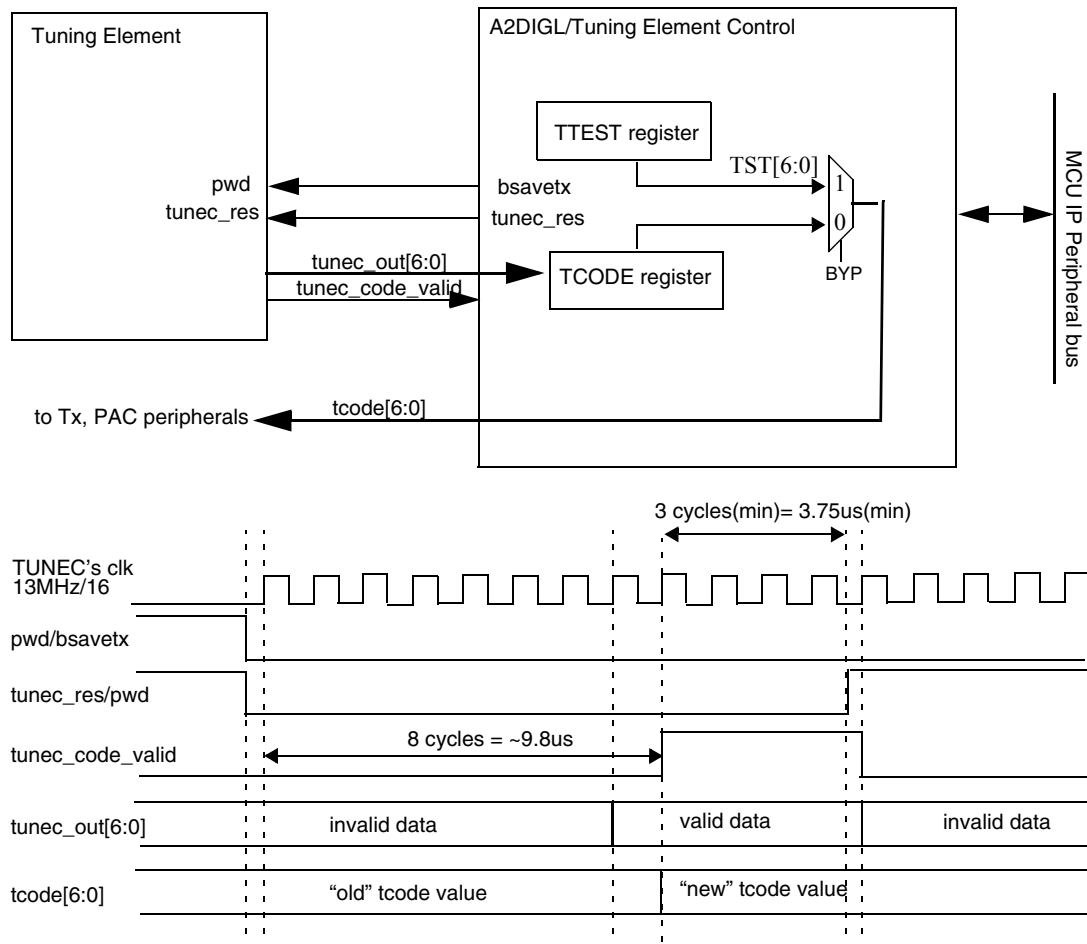 Tuning Element
A2DIGL/Tuning Element Control
TTEST register
TST[6:0]
pwd
bsavetx
1
tunec_res
tunec_res
0
tunec_out[6:0]
TCODE register
BYP
tunec_code_valid
MCU IP Peripheral bus
to Tx, PAC peripherals
tcode[6:0]
3 cycles(min)= 3.75us(min)
TUNEC's clk
13MHz/16
pwd/bsavetx
tunec_res/pwd
8 cycles = ~9.8us
tunec_code_valid
tunec_out[6:0]
invalid data
valid data
invalid data
tcode[6:0]
“old” tcode value
“new” tcode value